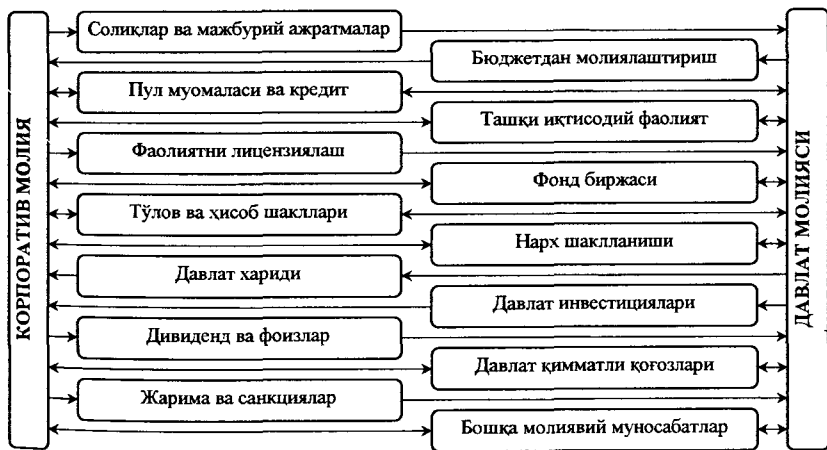 КОРПОРАТИВ МОЛИЯ
Солиқлар ва мажбурий ажратмалар
Бюджетдан молиялаштириш
Пул муомаласи ва кредит
Ташқи иқтисодий фаолият
Фаолиятни лицензиялаш
Фонд биржаси
Тўлов ва ҳисоб шакллари
Нарх шаклланиши
Давлат хариди
Давлат инвестициялари
Дивиденд ва фоизлар
Давлат қимматли қоғозлари
Жарима ва санкциялар
Бошқа молиявий муносабатлар
ДАВЛАТ МОЛИЯСИ